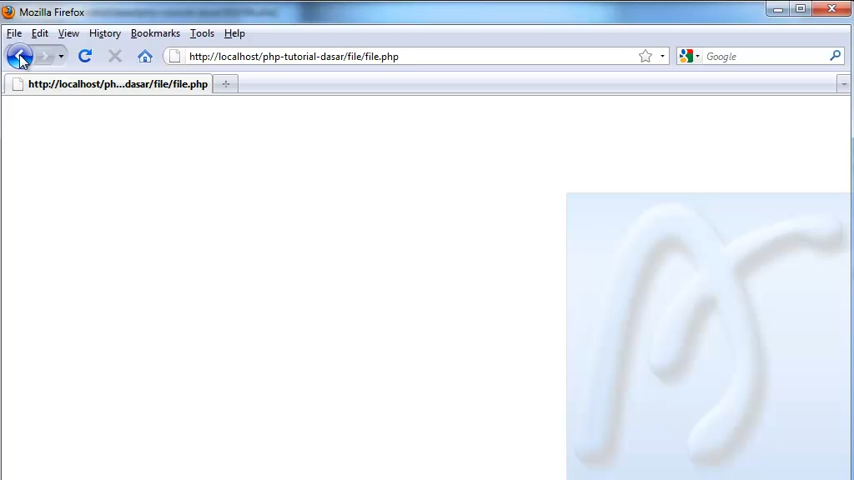 Mozilla Firefox
File Edit View History Bookmarks Tools Help
http://localhost/php-tutorial-dasar/file/file.php
Google
http://localhost/ph...dasar/file/file.php